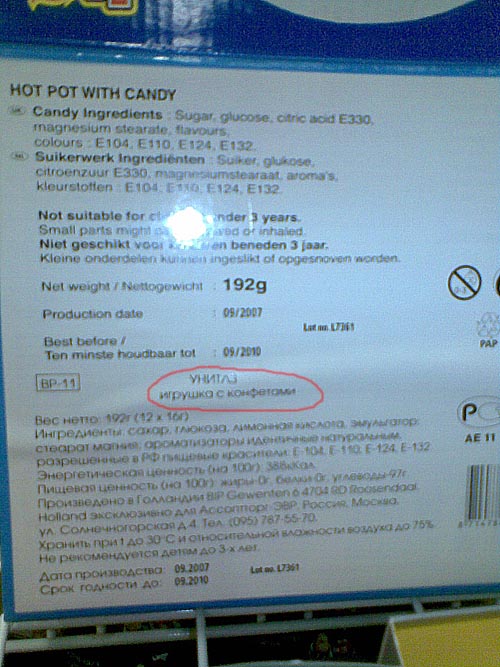 HOT POT WITH CANDY
Candy Ingredients : Sugar, glucose, citric acid E330,
magnesium stearate, flavours,
colours : E104, E110, E124, E132.
Suikerwerk Ingrediënten : Suiker, glukose,
citroenzuur E330, magnesiumstearaat, aroma's,
kleurstoffen : E104, E110, E124, E132.
Not suitable for under 3 years.
Small parts might or inhaled.
Niet geschikt voor beneden 3 jaar.
Kleine onderdelen kunnen ingeslikt of opgesnoven worden.
Net weight / Nettogewicht : 192g
Production date : 09/2007
Lot no. L7361
Best before /
Ten minste houdbaar tot : 09/2010
PAP
BP-11
УНИТАЗ
игрушка с конфетами
Вес нетто: 192г (12 х 16г)
Ингредиенты: сахар, глюкоза, лимонная кислота, эмульгатор:
стеарат магния, ароматизаторы идентичные натуральным,
разрешенные в РФ пищевые красители: E-104, E-110, E-124, E-132
Энергетическая ценность (на 100г): 388кКал.
Пищевая ценность (на 100г): жиры-0г, белки-0г, углеводы-97г.
Произведено в Голландии BIP Gewenten 6 4704 RD Roosendaal,
Holland эксклюзивно для Ассопторг-ЭВР, Россия, Москва,
ул. Солнечногорская д.4. Тел. (095) 787-55-70.
Хранить при t до 30°C и относительной влажности воздуха до 75%
Не рекомендуется детям до 3-х лет.
Дата производства: 09.2007 Lot no. L7361
Срок годности до: 09.2010
РС
АЕ 11